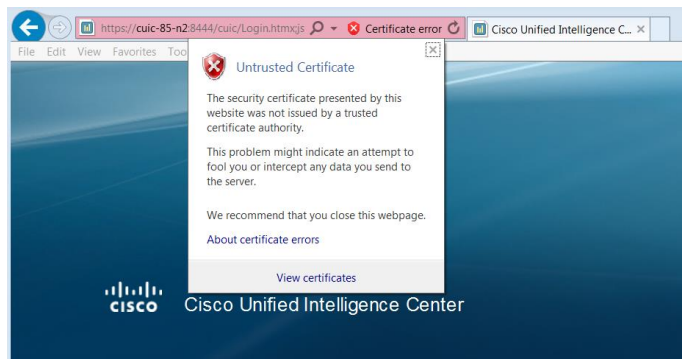 https://cuic-85-n2:8444/cuic/Login.htmx;js
Certificate error
Cisco Unified Intelligence C...
File Edit View Favorites Too
Untrusted Certificate
The security certificate presented by this
website was not issued by a trusted
certificate authority.
This problem might indicate an attempt to
fool you or intercept any data you send to
the server.
We recommend that you close this webpage.
About certificate errors
View certificates
CISCO
Cisco Unified Intelligence Center